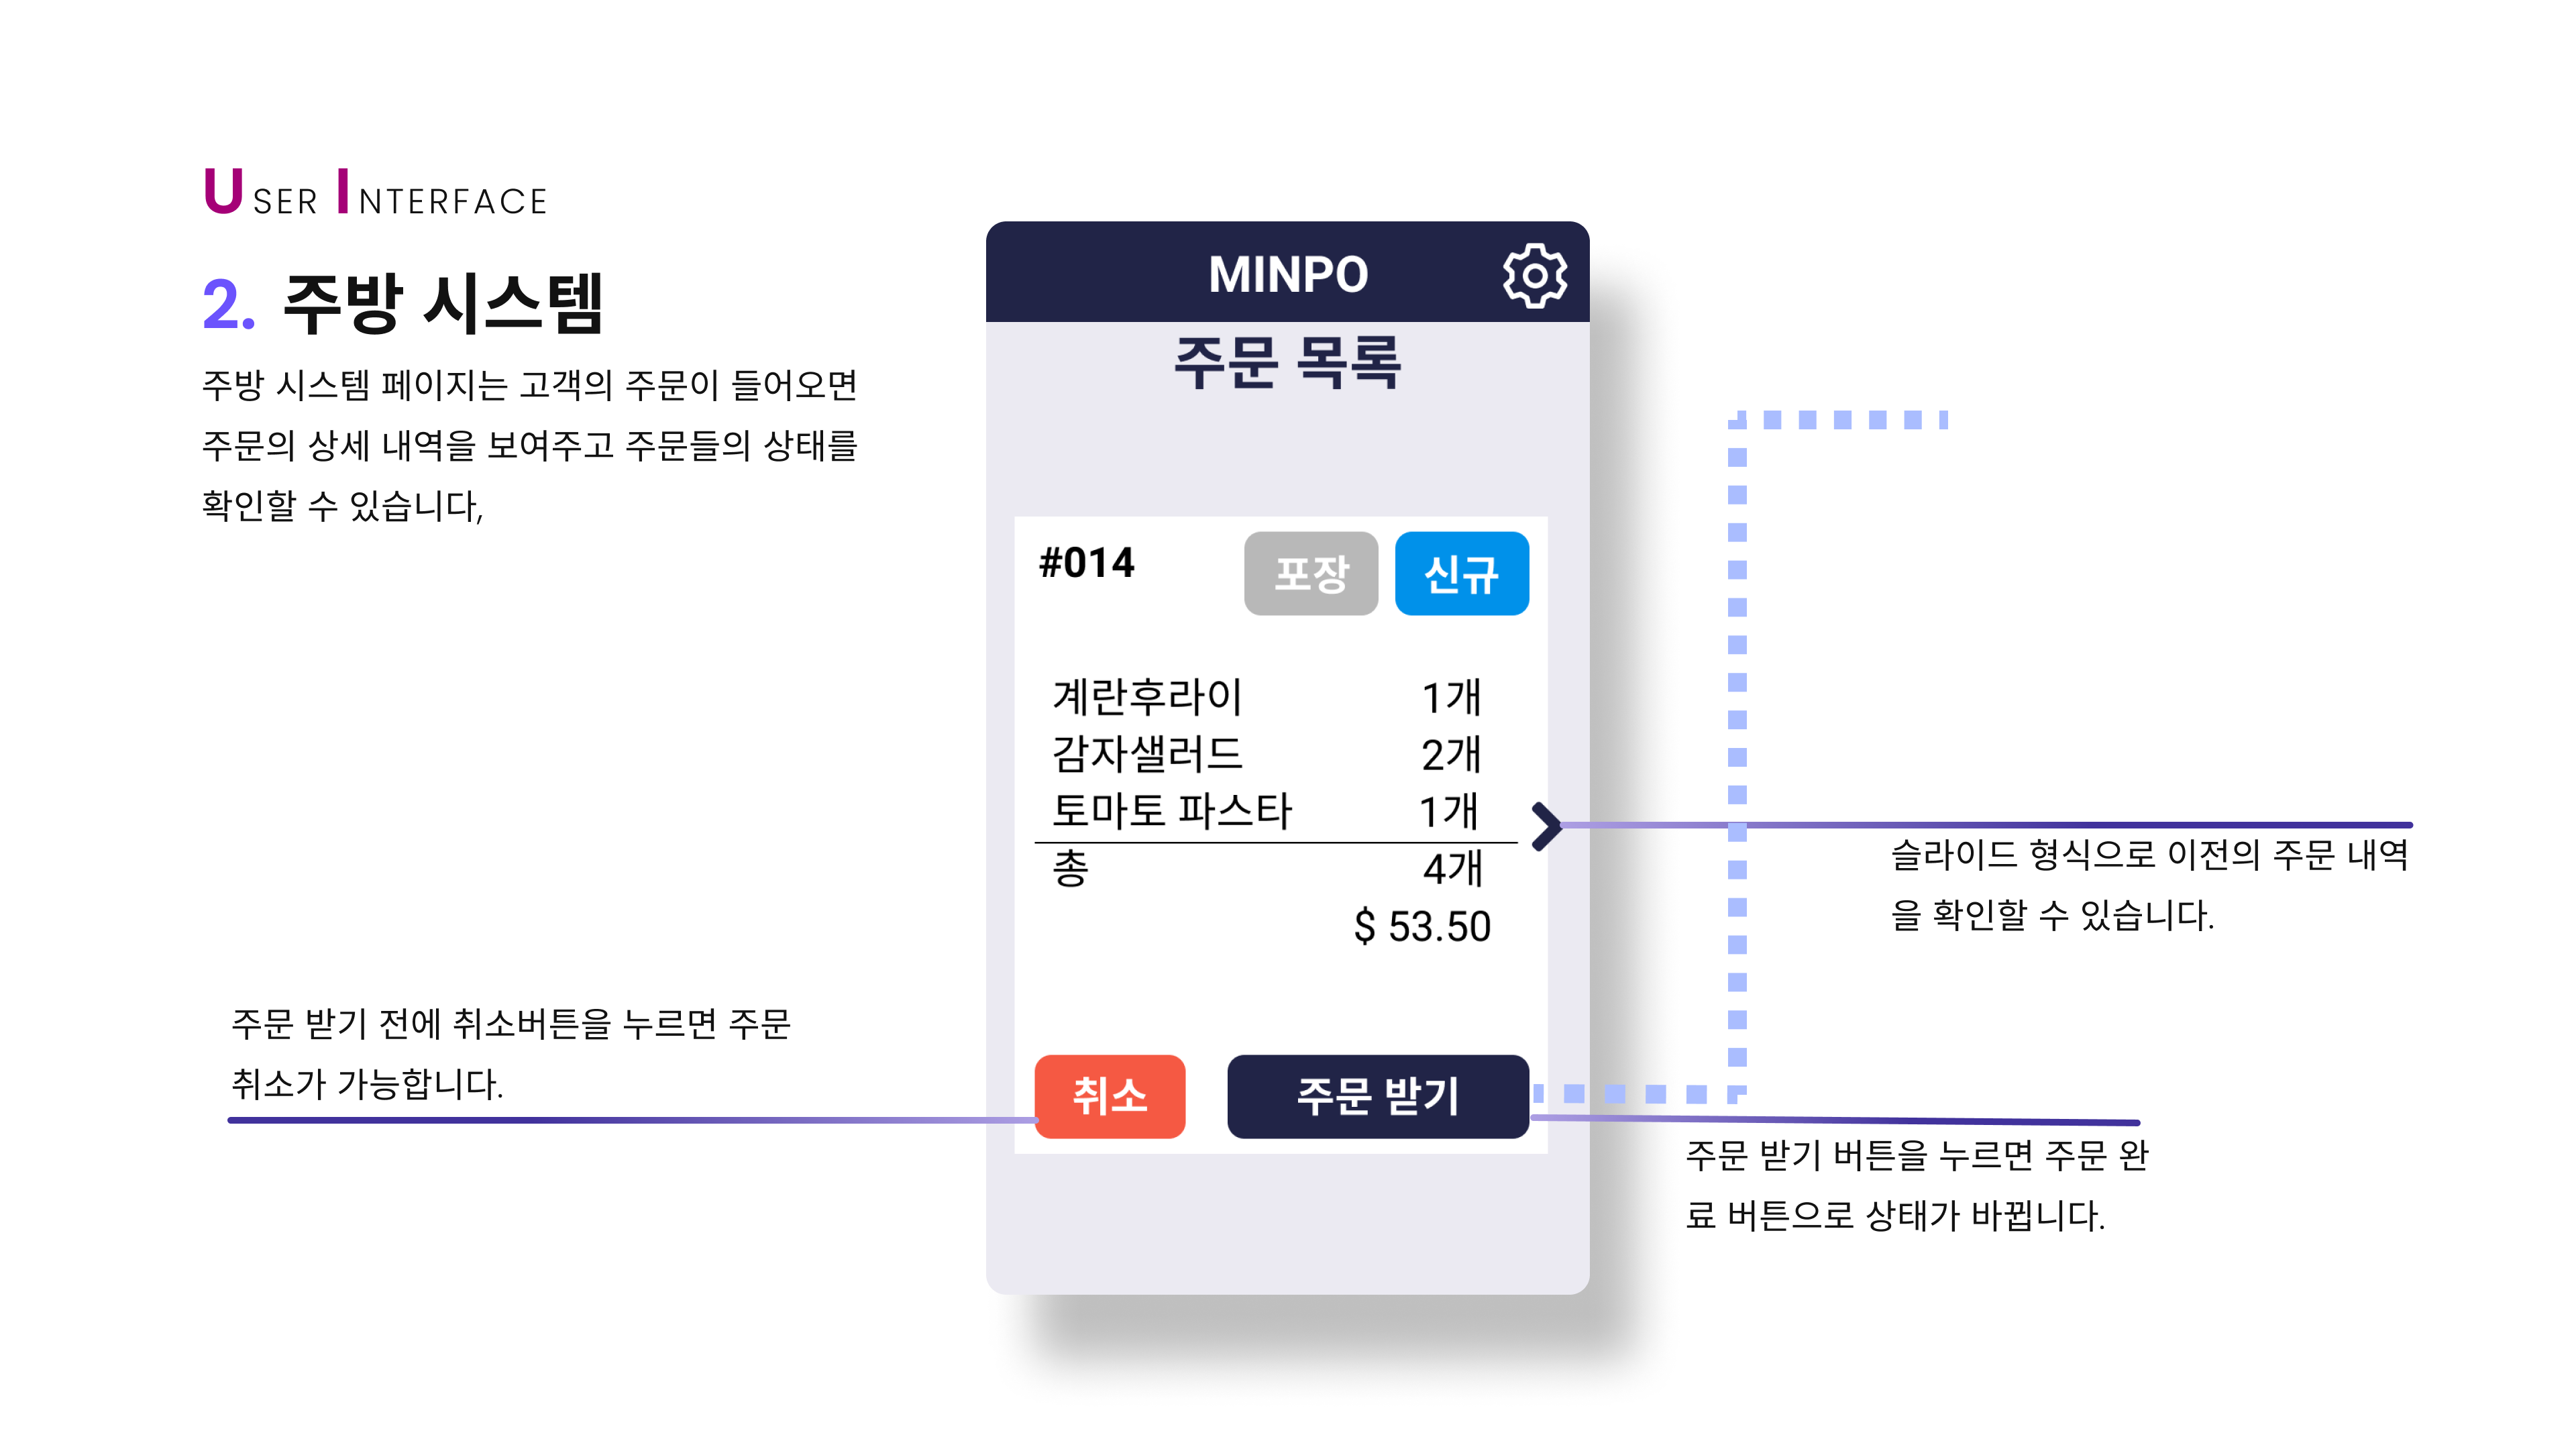 USER INTERFACE
2. 주방 시스템
주방 시스템 페이지는 고객의 주문이 들어오면
주문의 상세 내역을 보여주고 주문들의 상태를
확인할 수 있습니다,
MINPO
주문 목록
#014 포장 신규
계란후라이 1개
감자샐러드 2개
토마토 파스타 1개
총 4개
$ 53.50
취소 주문 받기
슬라이드 형식으로 이전의 주문 내역
을 확인할 수 있습니다.
주문 받기 전에 취소버튼을 누르면 주문
취소가 가능합니다.
주문 받기 버튼을 누르면 주문 완
료 버튼으로 상태가 바뀝니다.